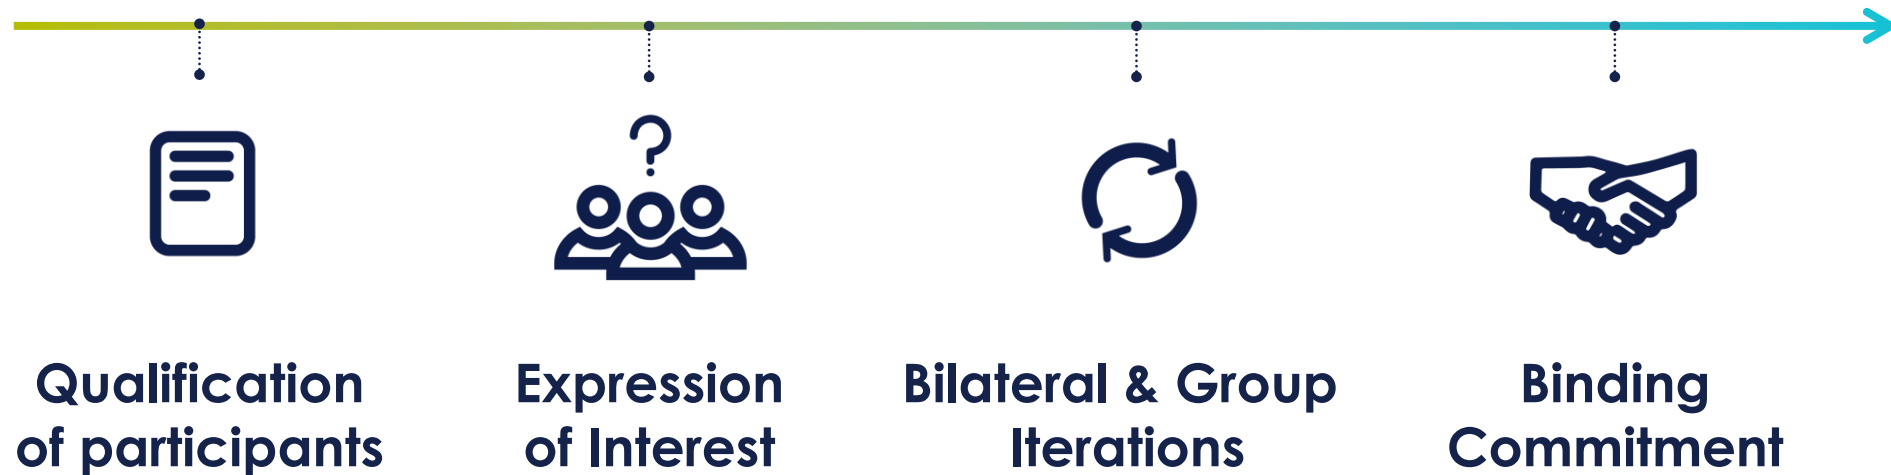 Qualification
of participants
Expression
of Interest
Bilateral & Group
Iterations
Binding
Commitment
?